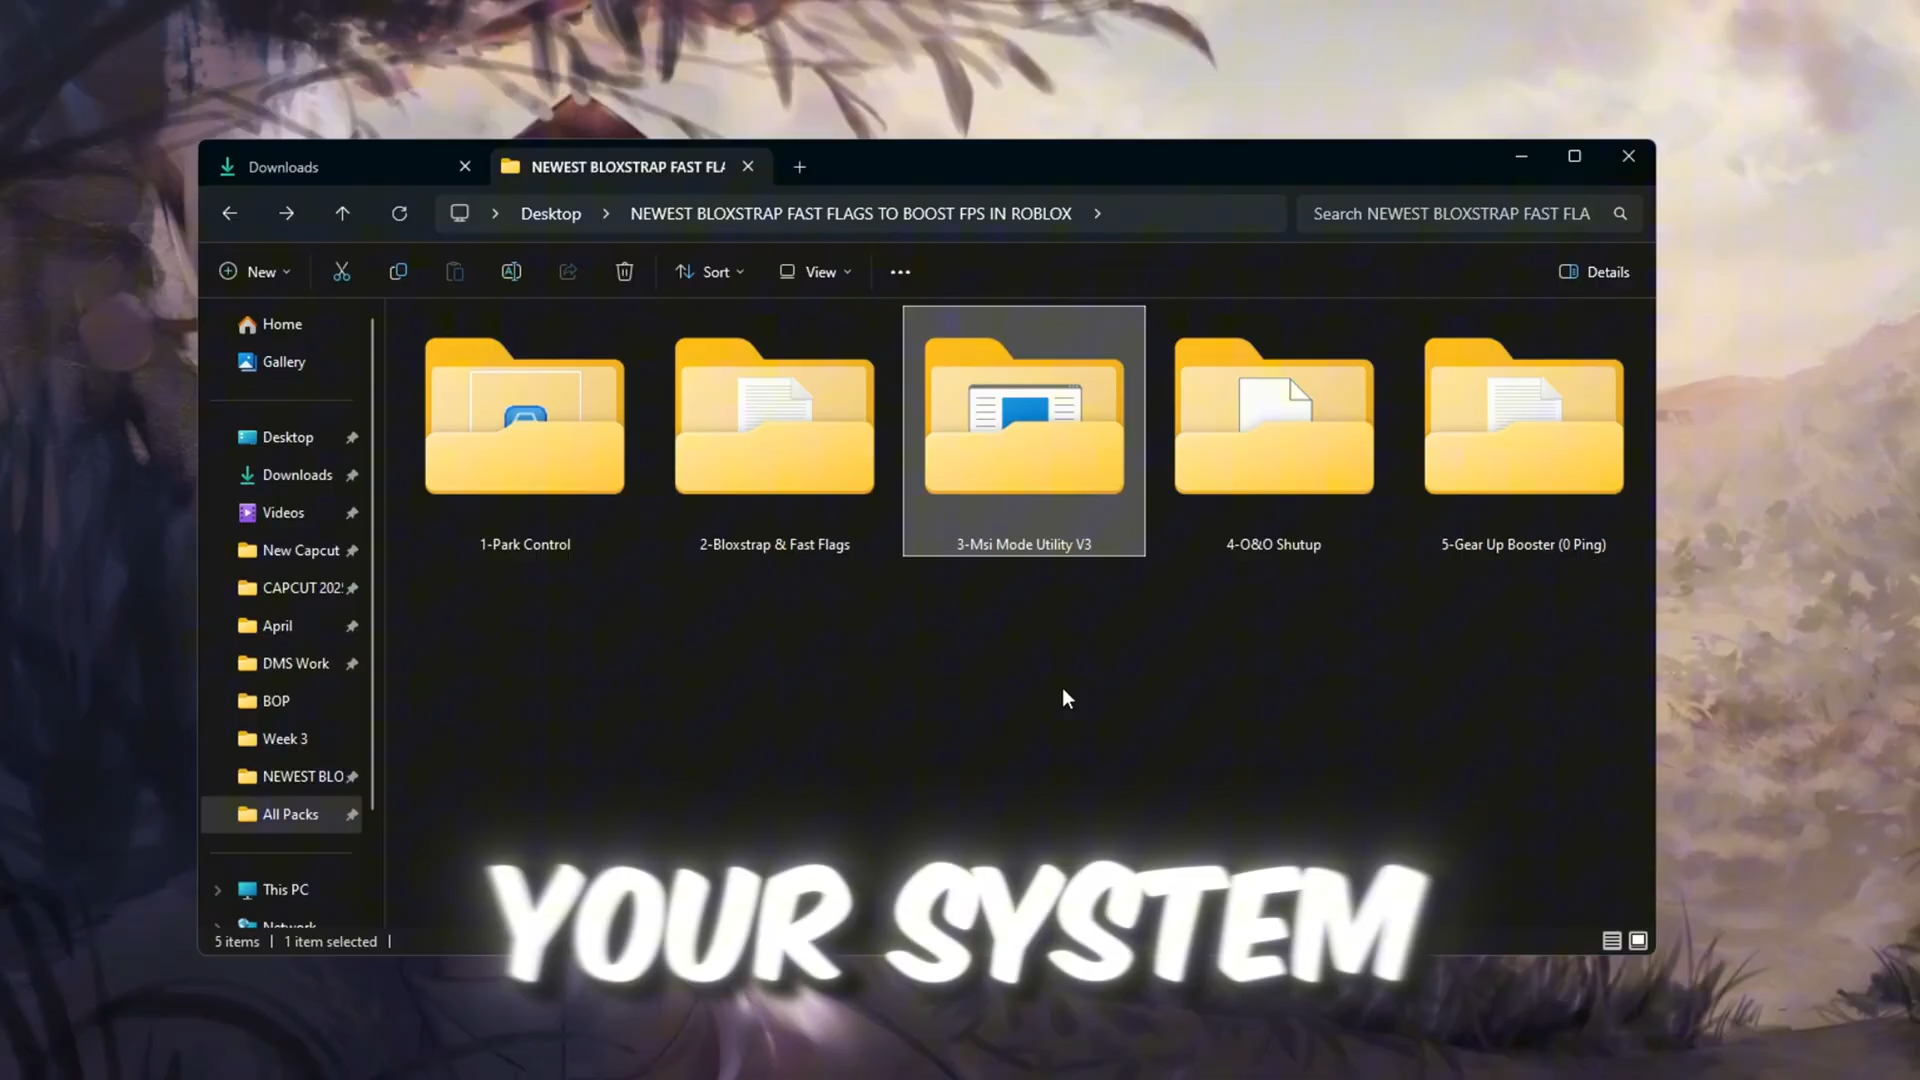 Downloads
NEWEST BLOXSTRAP FAST FLA
Desktop
NEWEST BLOXSTRAP FAST FLAGS TO BOOST FPS IN ROBLOX
Search NEWEST BLOXSTRAP FAST FLA
New
Sort
View
Details
Home
Gallery
Desktop
Downloads
Videos
New Capcut
CAPCUT 202
April
DMS Work
BOP
Week 3
NEWEST BLO
All Packs
This PC
Network
1-Park Control
2-Bloxstrap & Fast Flags
3-Msi Mode Utility V3
4-O&O Shutup
5-Gear Up Booster (0 Ping)
5 items
1 item selected
YOUR SYSTEM